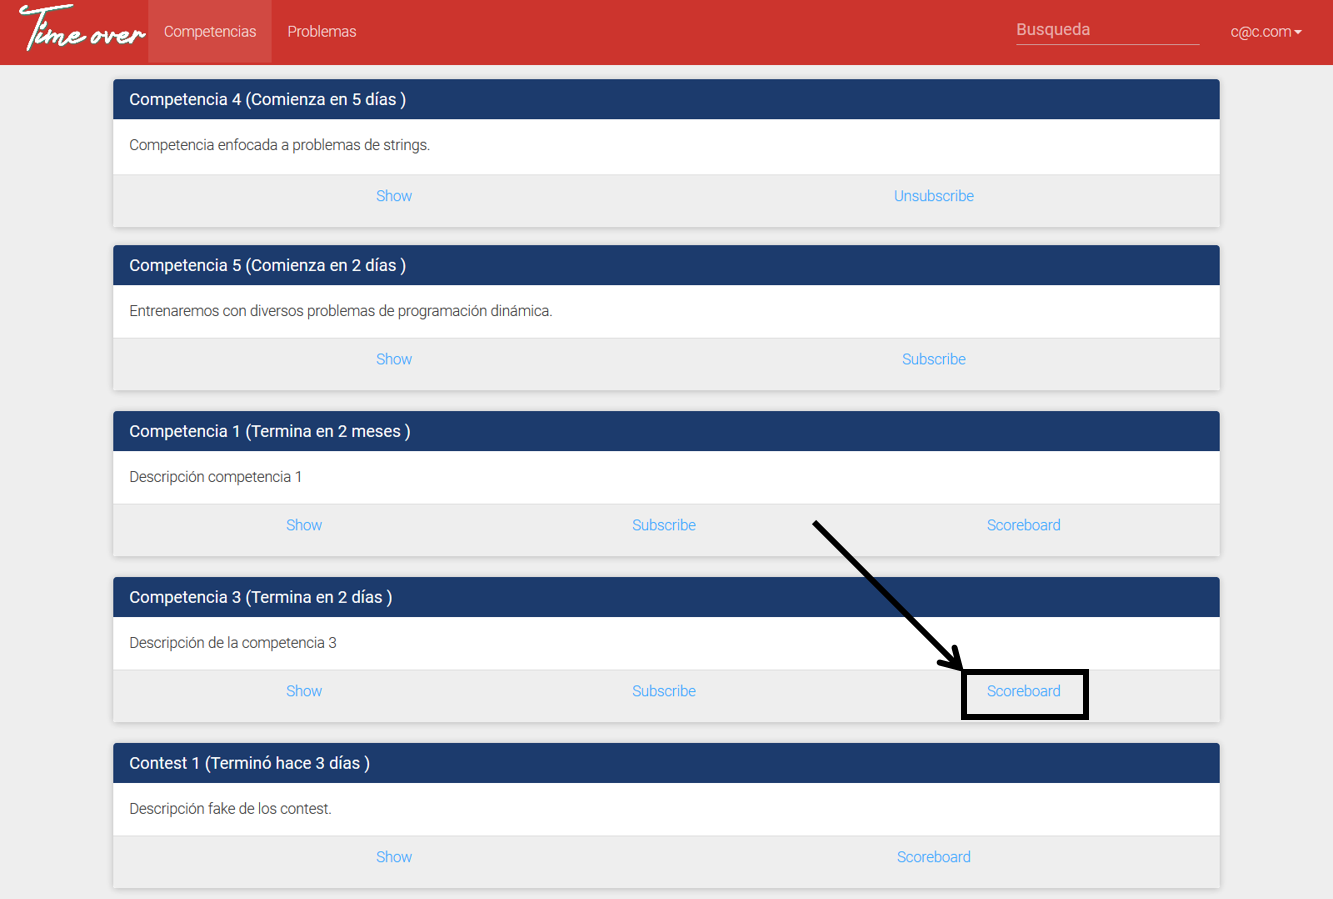 Time over Competencias Problemas Busqueda c@c.com
Competencia 4 (Comienza en 5 días )
Competencia enfocada a problemas de strings.
Show Unsubscribe
Competencia 5 (Comienza en 2 días )
Entrenaremos con diversos problemas de programación dinámica.
Show Subscribe
Competencia 1 (Termina en 2 meses )
Descripción competencia 1
Show Subscribe Scoreboard
Competencia 3 (Termina en 2 días )
Descripción de la competencia 3
Show Subscribe Scoreboard
Contest 1 (Terminó hace 3 días )
Descripción fake de los contest.
Show Scoreboard